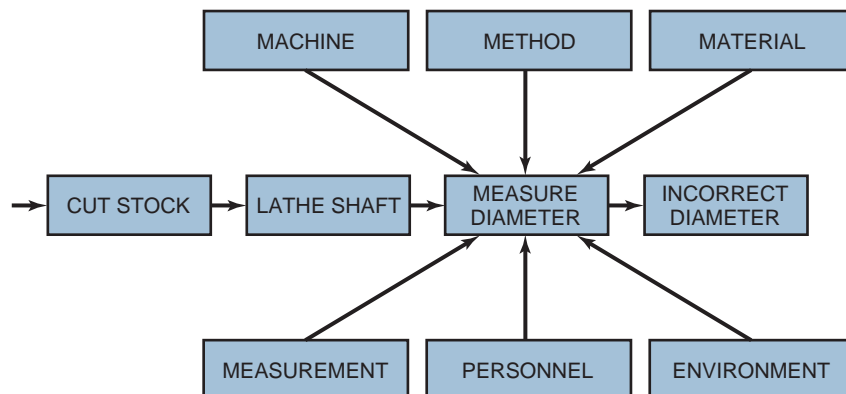 MACHINE
METHOD
MATERIAL
CUT STOCK
LATHE SHAFT
MEASURE
DIAMETER
INCORRECT
DIAMETER
MEASUREMENT
PERSONNEL
ENVIRONMENT